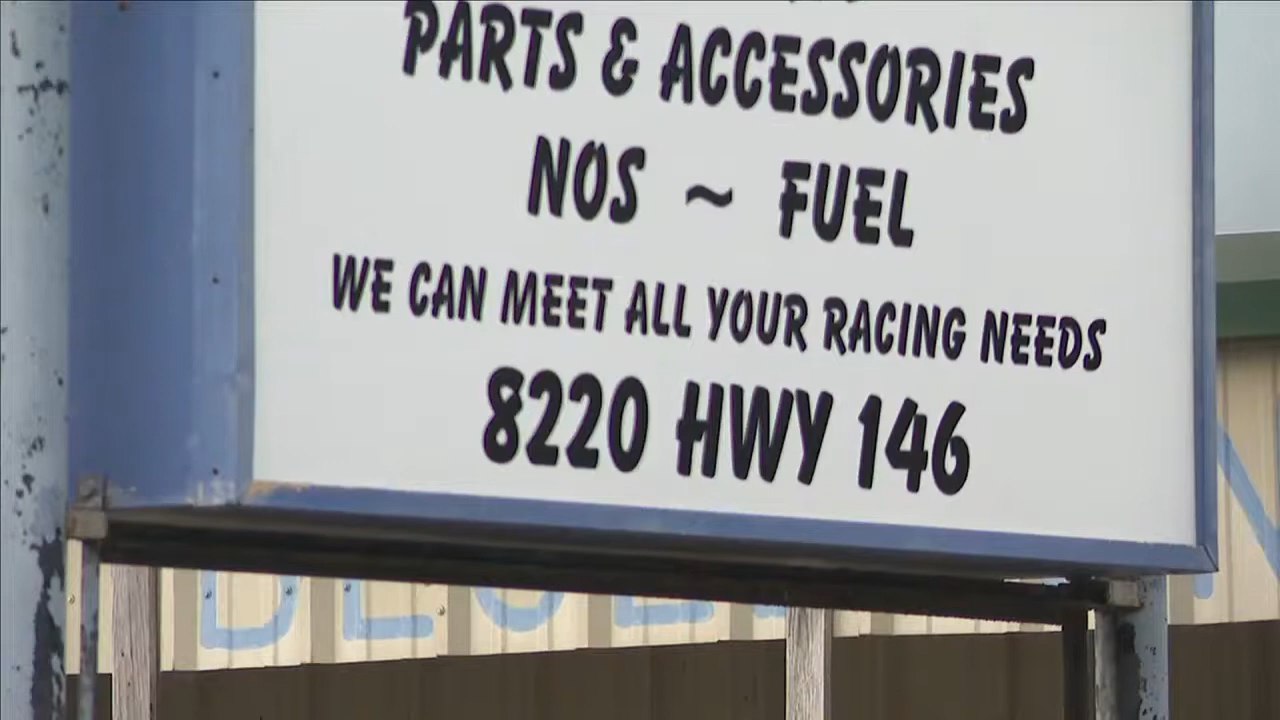 PARTS & ACCESSORIES
NOS ~ FUEL
WE CAN MEET ALL YOUR RACING NEEDS
8220 HWY 146